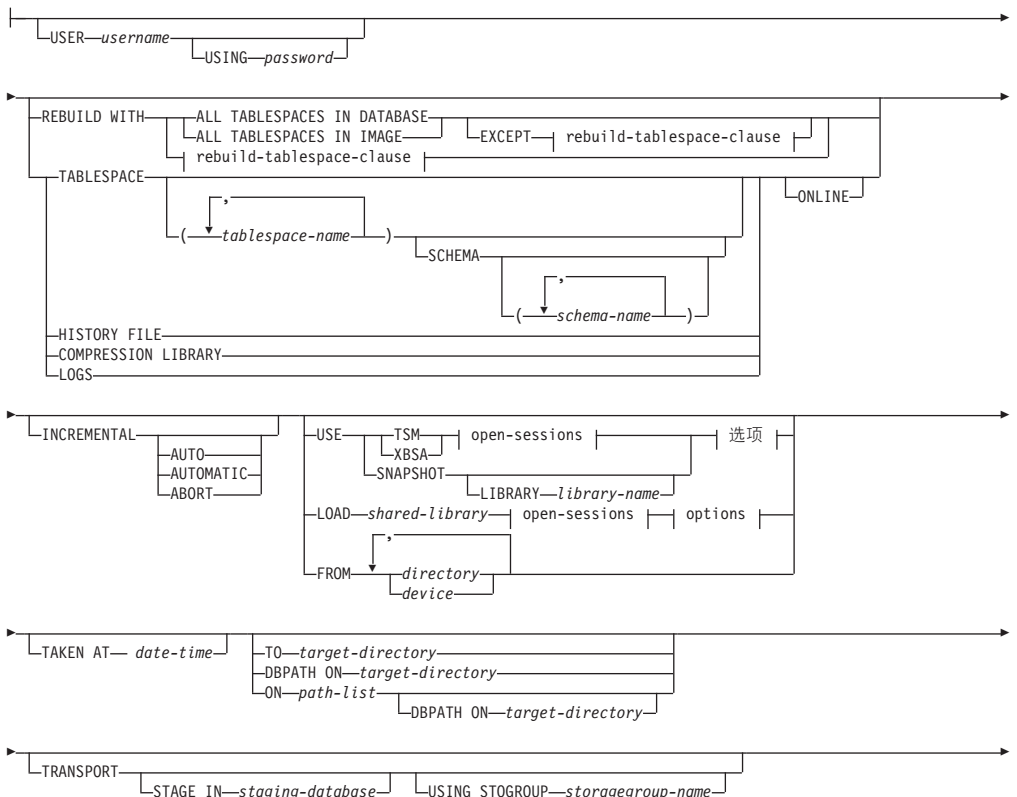 USER username
USING password
REBUILD WITH ALL TABLESPACES IN DATABASE
ALL TABLESPACES IN IMAGE EXCEPT rebuild-tablespace-clause
rebuild-tablespace-clause
TABLESPACE
ONLINE
,
( tablespace-name )
SCHEMA
,
( schema-name )
HISTORY FILE
COMPRESSION LIBRARY
LOGS
INCREMENTAL USE TSM open-sessions 选项
AUTO XBSA
AUTOMATIC SNAPSHOT
ABORT LIBRARY library-name
LOAD shared-library open-sessions options
,
FROM directory
device
TAKEN AT date-time TO target-directory
DBPATH ON target-directory
ON path-list
DBPATH ON target-directory
TRANSPORT
STAGE IN staging-database USING STOGROUP storagegroup-name